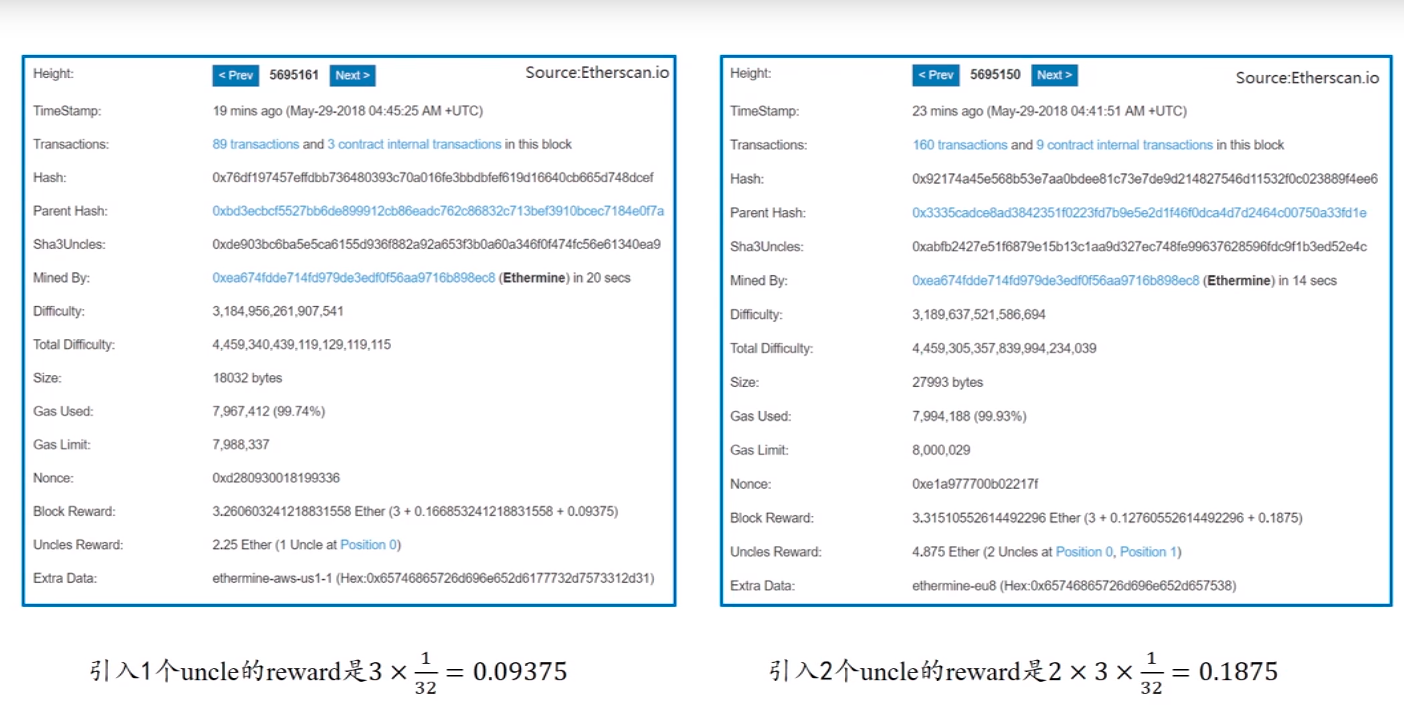 Height: < Prev 5695161 Next > Source:Etherscan.io
TimeStamp: 19 mins ago (May-29-2018 04:45:25 AM +UTC)
Transactions: 89 transactions and 3 contract internal transactions in this block
Hash: 0x76df197457effdbb736480393c70a016fe3bbdbfef619d16640cb665d748dcef
Parent Hash: 0xbd3ecbcf5527bb6de899912cb86eadc762c86832c713bef3910bcec7184e0f7a
Sha3Uncles: 0xde903bc6ba5e5ca6155d936f882a92a653f3b0a60a346f0f474fc56e61340ea9
Mined By: 0xea674fdde714fd979de3edf0f56aa9716b898ec8 (Ethermine) in 20 secs
Difficulty: 3,184,956,261,907,541
Total Difficulty: 4,459,340,439,119,129,119,115
Size: 18032 bytes
Gas Used: 7,967,412 (99.74%)
Gas Limit: 7,988,337
Nonce: 0xd280930018199336
Block Reward: 3.260603241218831558 Ether (3 + 0.166853241218831558 + 0.09375)
Uncles Reward: 2.25 Ether (1 Uncle at Position 0)
Extra Data: ethermine-aws-us1-1 (Hex:0x65746865726d696e652d6177732d7573312d31)
引入1个uncle的reward是3 × 1/32 = 0.09375
Height: < Prev 5695150 Next > Source:Etherscan.io
TimeStamp: 23 mins ago (May-29-2018 04:41:51 AM +UTC)
Transactions: 160 transactions and 9 contract internal transactions in this block
Hash: 0x92174a45e568b53e7aa0bdee81c73e7de9d214827546d11532f0c023889f4ee6
Parent Hash: 0x3335cadce8ad3842351f0223fd7b9e5e2d1f46f0dca4d7d2464c00750a33fd1e
Sha3Uncles: 0xabfb2427e51f6879e15b13c1aa9d327ec748fe99637628596fdc9f1b3ed52e4c
Mined By: 0xea674fdde714fd979de3edf0f56aa9716b898ec8 (Ethermine) in 14 secs
Difficulty: 3,189,637,521,586,694
Total Difficulty: 4,459,305,357,839,994,234,039
Size: 27993 bytes
Gas Used: 7,994,188 (99.93%)
Gas Limit: 8,000,029
Nonce: 0xe1a977700b02217f
Block Reward: 3.31510552614492296 Ether (3 + 0.12760552614492296 + 0.1875)
Uncles Reward: 4.875 Ether (2 Uncles at Position 0, Position 1)
Extra Data: ethermine-eu8 (Hex:0x65746865726d696e652d657538)
引入2个uncle的reward是2 × 3 × 1/32 = 0.1875